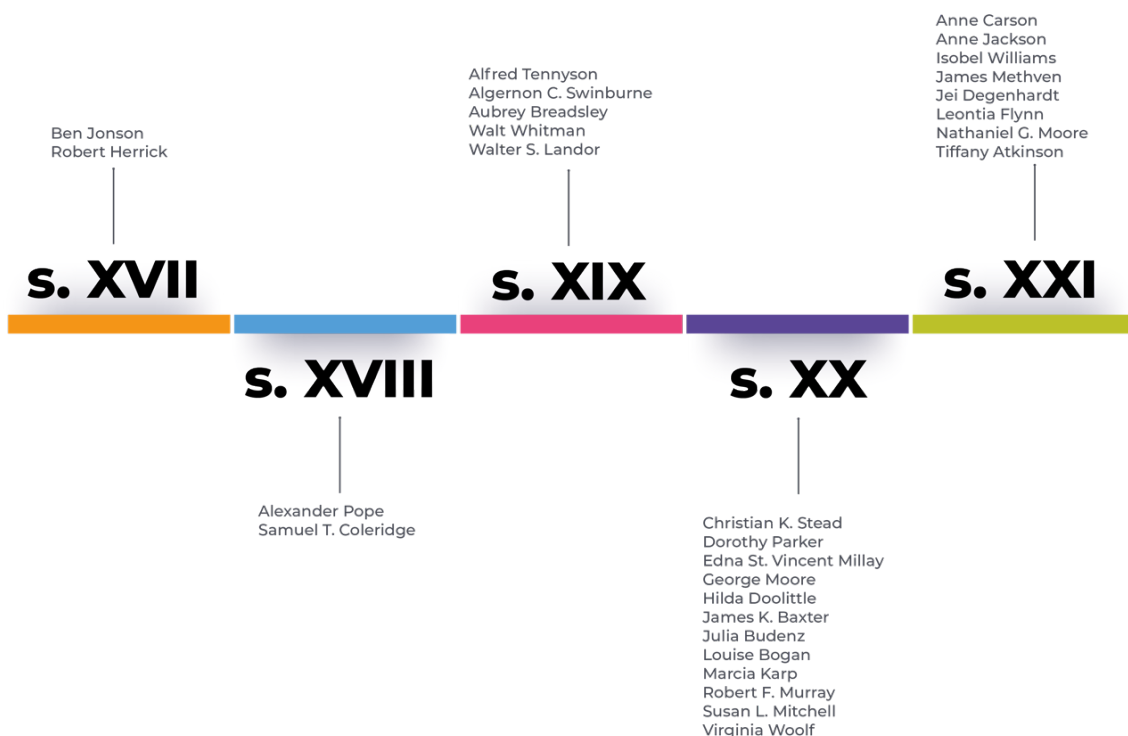 Ben Jonson
Robert Herrick
s. XVII
s. XVIII
Alexander Pope
Samuel T. Coleridge
Alfred Tennyson
Algernon C. Swinburne
Aubrey Breadsley
Walt Whitman
Walter S. Landor
s. XIX
s. XX
Christian K. Stead
Dorothy Parker
Edna St. Vincent Millay
George Moore
Hilda Doolittle
James K. Baxter
Julia Budenz
Louise Bogan
Marcia Karp
Robert F. Murray
Susan L. Mitchell
Virginia Woolf
Anne Carson
Anne Jackson
Isobel Williams
James Methven
Jei Degenhardt
Leontia Flynn
Nathaniel G. Moore
Tiffany Atkinson
s. XXI